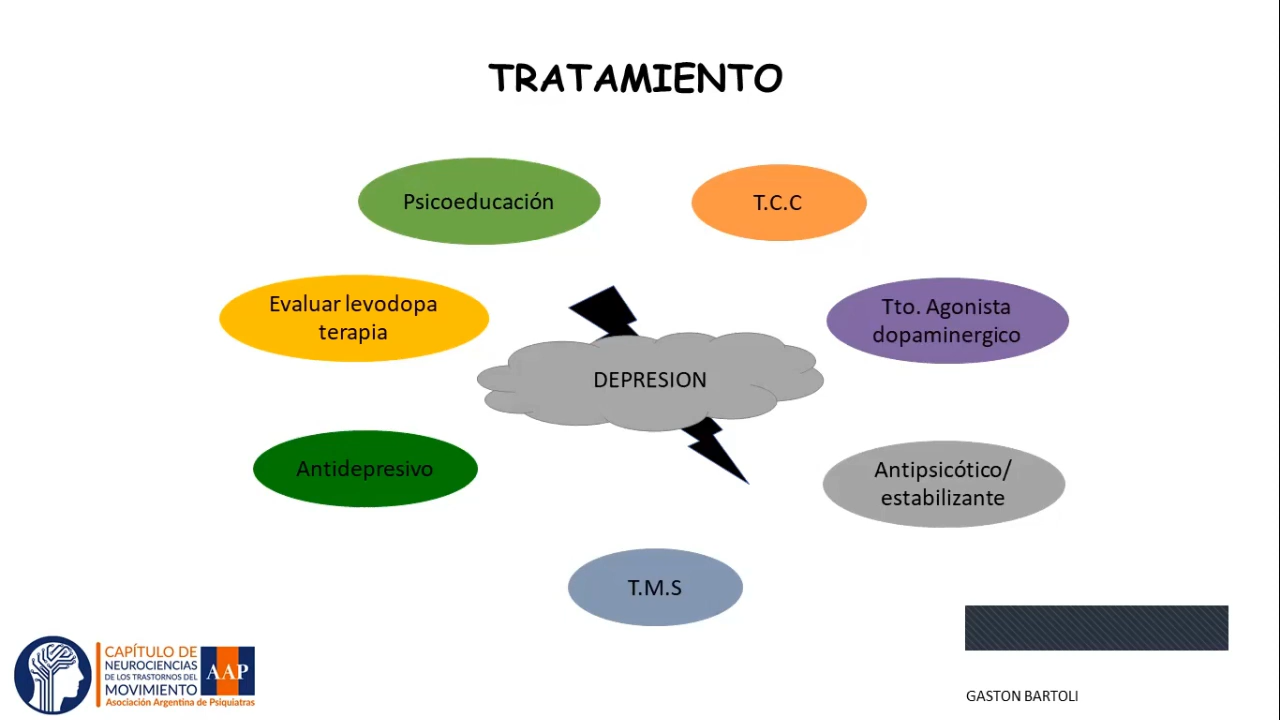 TRATAMIENTO
Psicoeducación
T.C.C
Evaluar levodopa
terapia
Tto. Agonista
dopaminergico
DEPRESION
Antidepresivo
Antipsicótico/
estabilizante
T.M.S
CAPÍTULO DE
NEUROCIENCIAS
DE LOS TRASTORNOS DEL
MOVIMIENTO
AAP
Asociación Argentina de Psiquiatras
GASTON BARTOLI